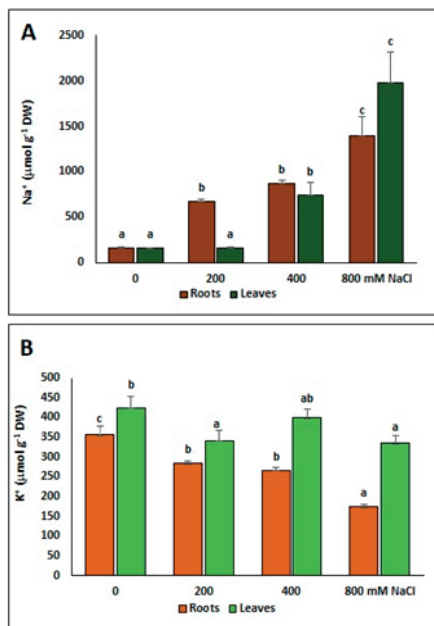 A
Na⁺ (µmol g⁻¹ DW)
2500
2000
1500
1000
500
0
a a
b a
b b
c c
0 200 400 800 mM NaCl
Roots Leaves
B
K⁺ (µmol g⁻¹ DW)
500
450
400
350
300
250
200
150
100
50
0
c b
b a
b ab
a a
0 200 400 800 mM NaCl
Roots Leaves